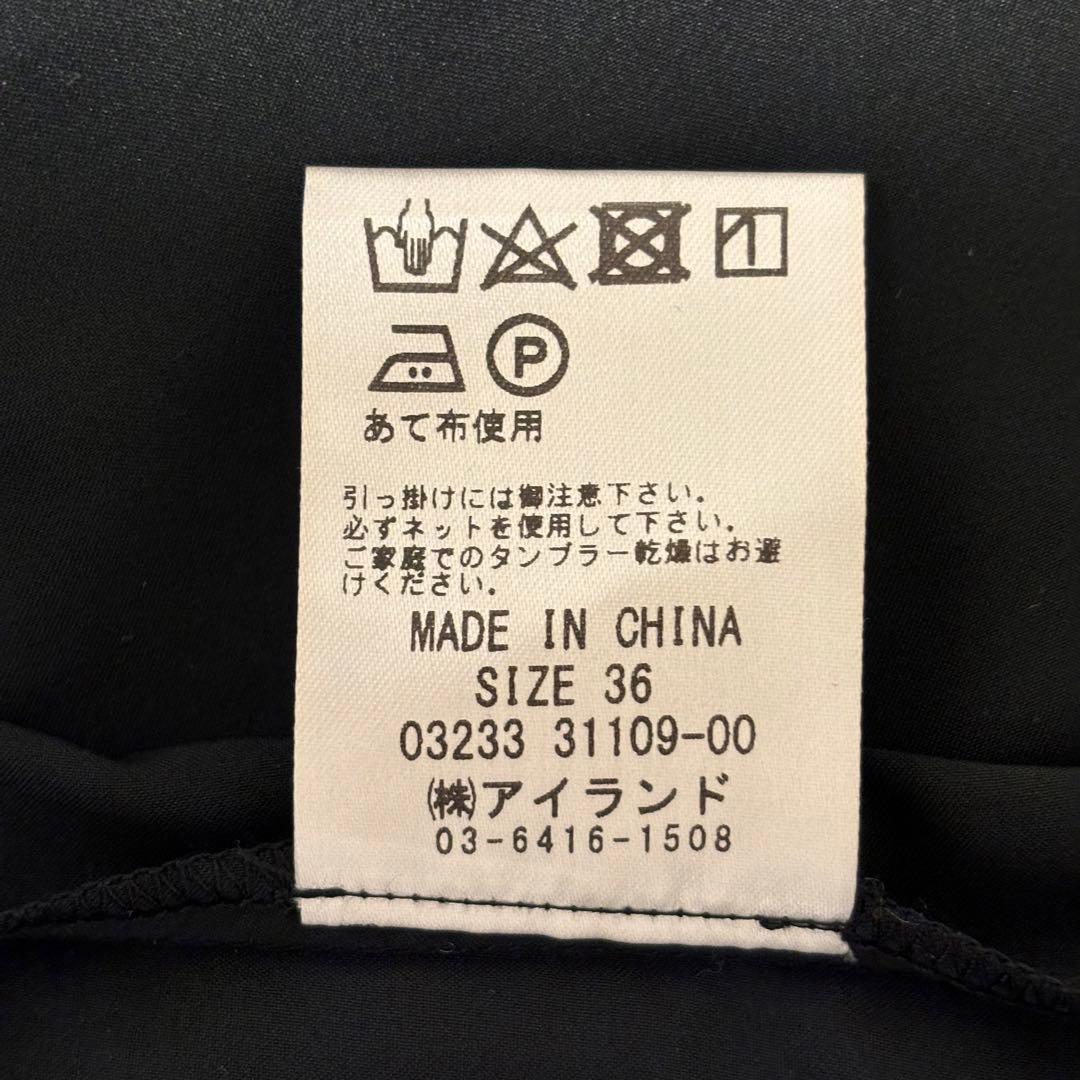 P
あて布使用
引っ掛けには御注意下さい。
必ずネットを使用して下さい。
ご家庭でのタンブラー乾燥はお避
けください。
MADE IN CHINA
SIZE 36
03233 31109-00
㈱アイランド
03-6416-1508